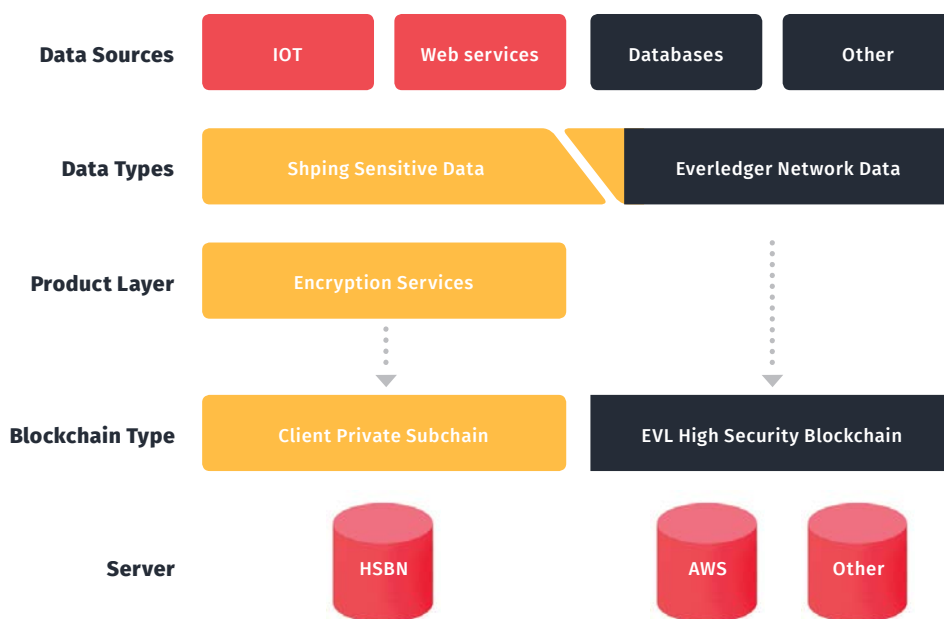 Data Sources
IOT
Web services
Databases
Other
Data Types
Shping Sensitive Data
Everledger Network Data
Product Layer
Encryption Services
Blockchain Type
Client Private Subchain
EVL High Security Blockchain
Server
HSBN
AWS
Other